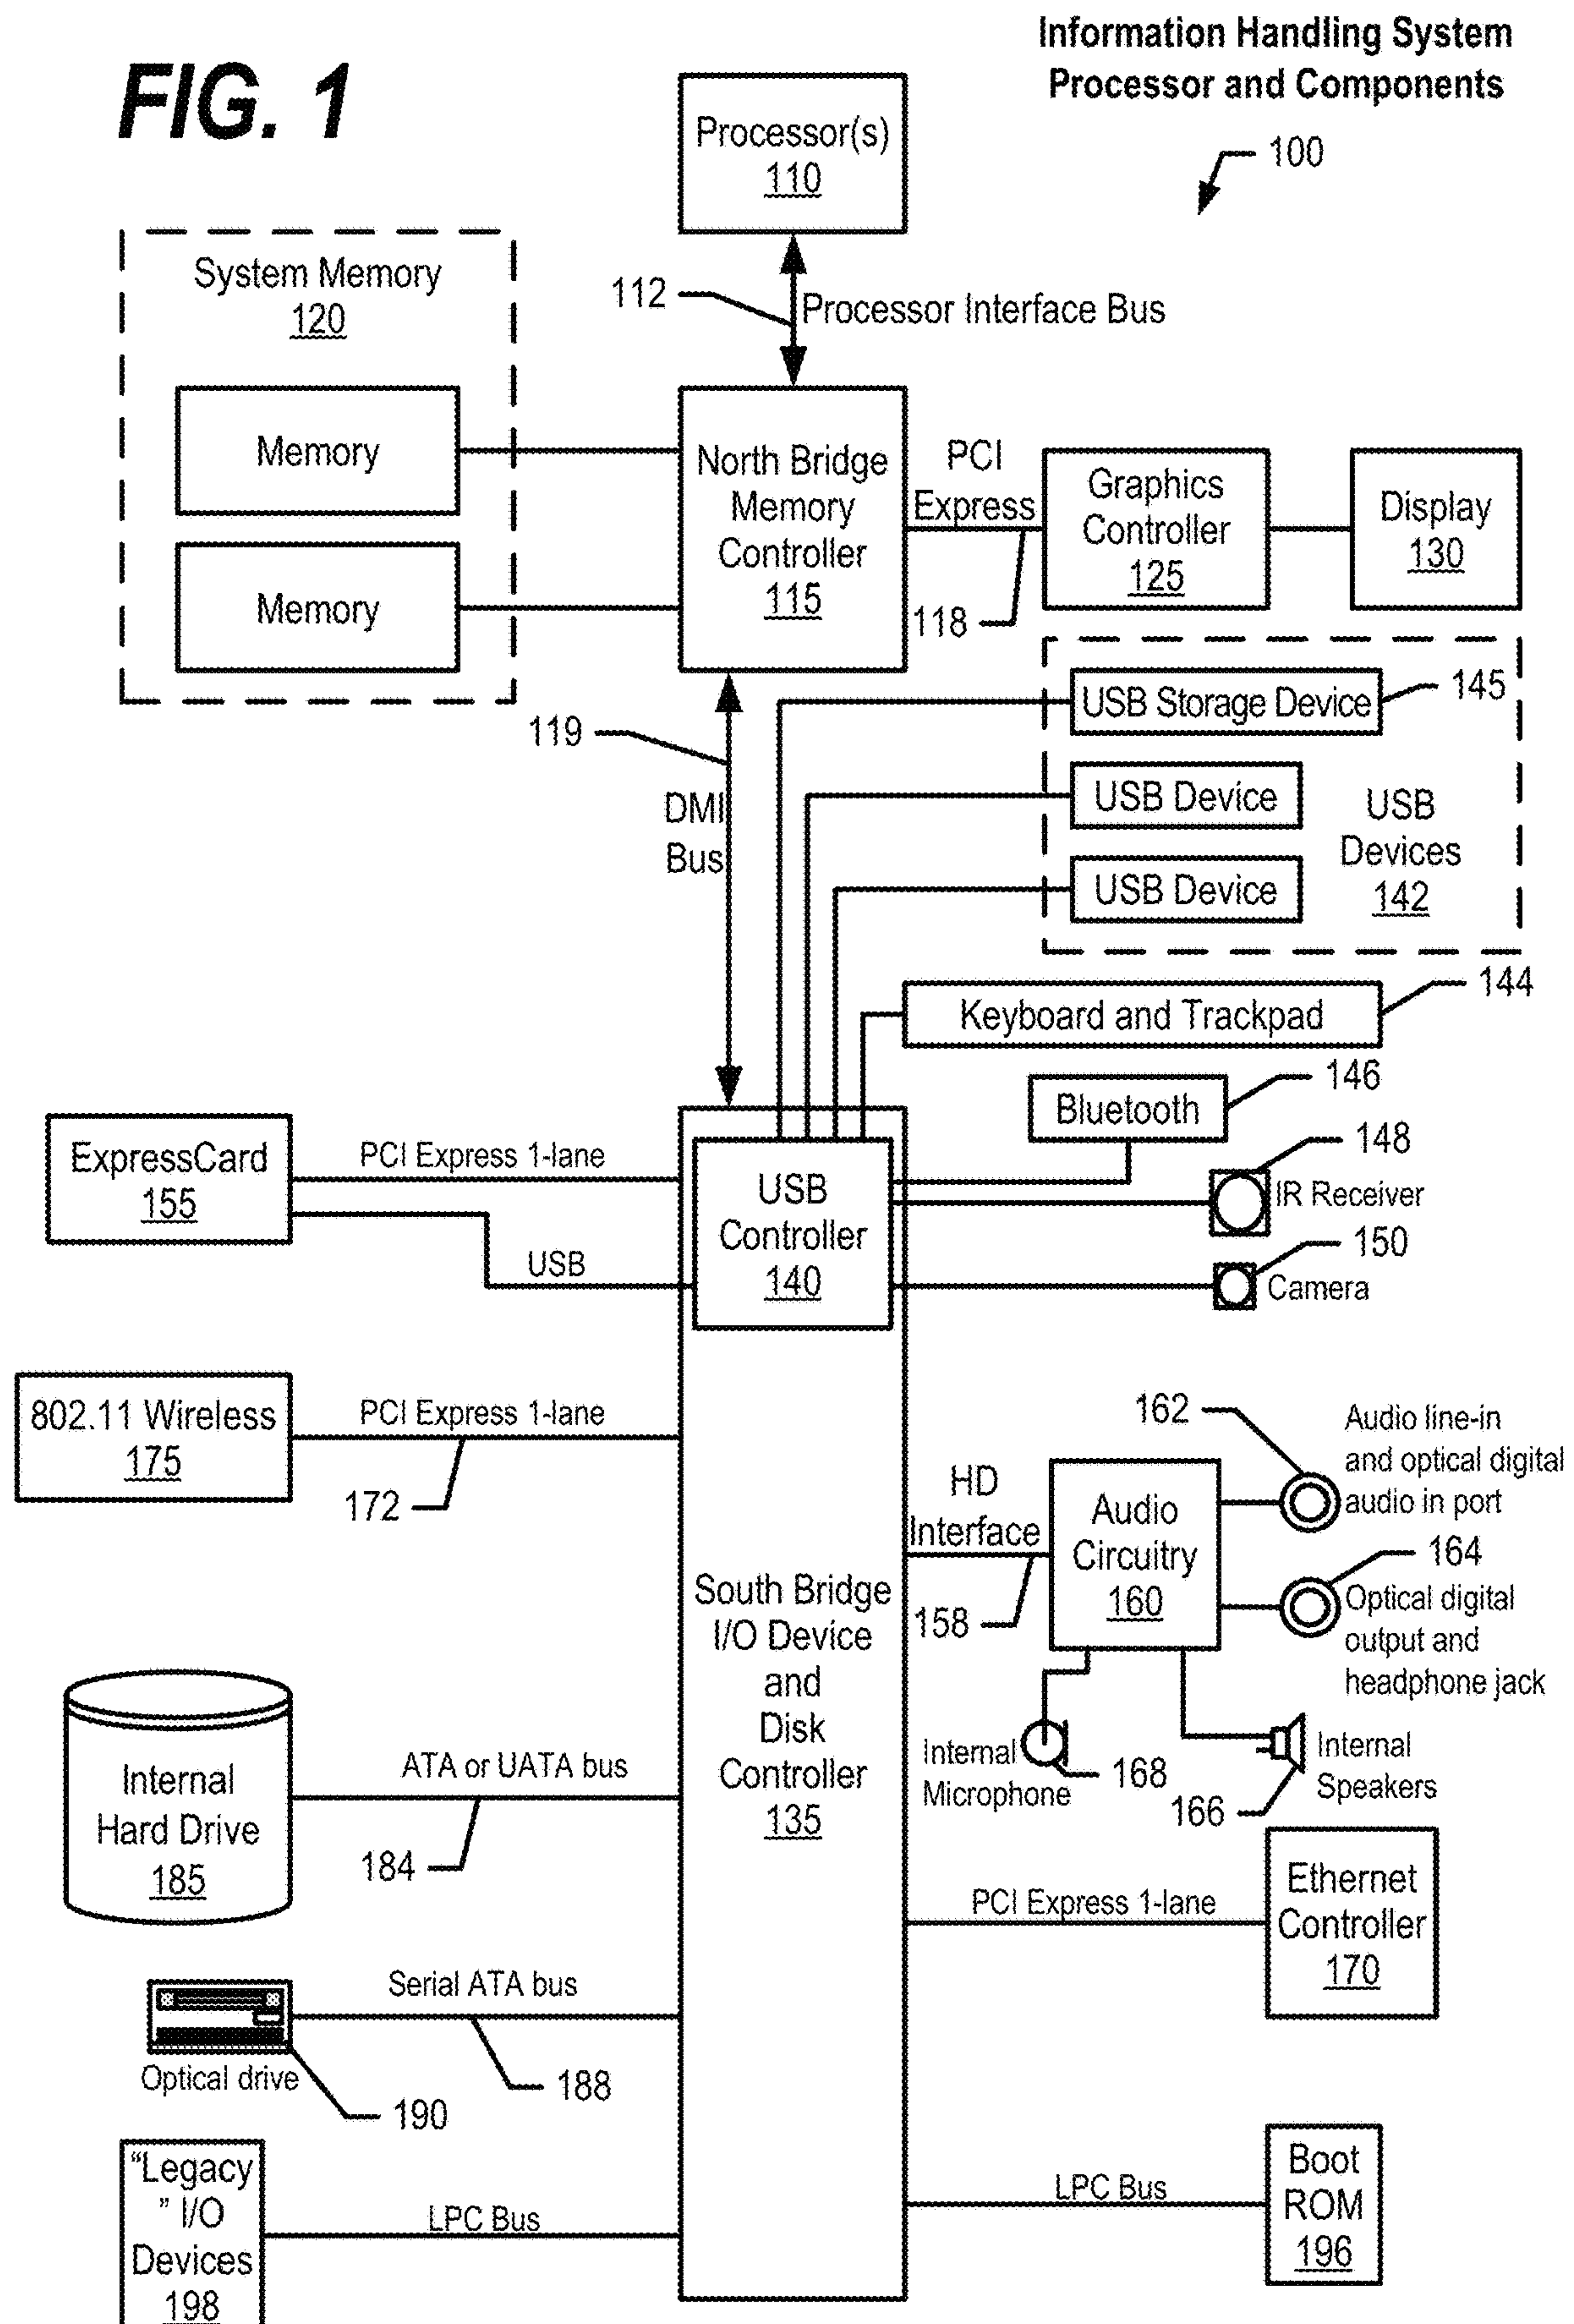 FIG. 1
Information Handling System
Processor and Components
100
Processor(s)
110
System Memory
120
112
Processor Interface Bus
Memory
Memory
North Bridge
Memory
Controller
115
PCI
Express
118
Graphics
Controller
125
Display
130
USB Storage Device
145
USB Device
USB Device
USB
Devices
142
119
DMI
Bus
Keyboard and Trackpad
144
Bluetooth
146
148
IR Receiver
150
Camera
ExpressCard
155
PCI Express 1-lane
USB
USB
Controller
140
802.11 Wireless
175
PCI Express 1-lane
172
162
Audio line-in
and optical digital
audio in port
HD
Interface
158
Audio
Circuitry
160
164
Optical digital
output and
headphone jack
South Bridge
I/O Device
and
Disk
Controller
135
Internal
Microphone
168
Internal
Speakers
166
Internal
Hard Drive
185
ATA or UATA bus
184
PCI Express 1-lane
Ethernet
Controller
170
Serial ATA bus
188
Optical drive
190
“Legacy
” I/O
Devices
198
LPC Bus
LPC Bus
Boot
ROM
196